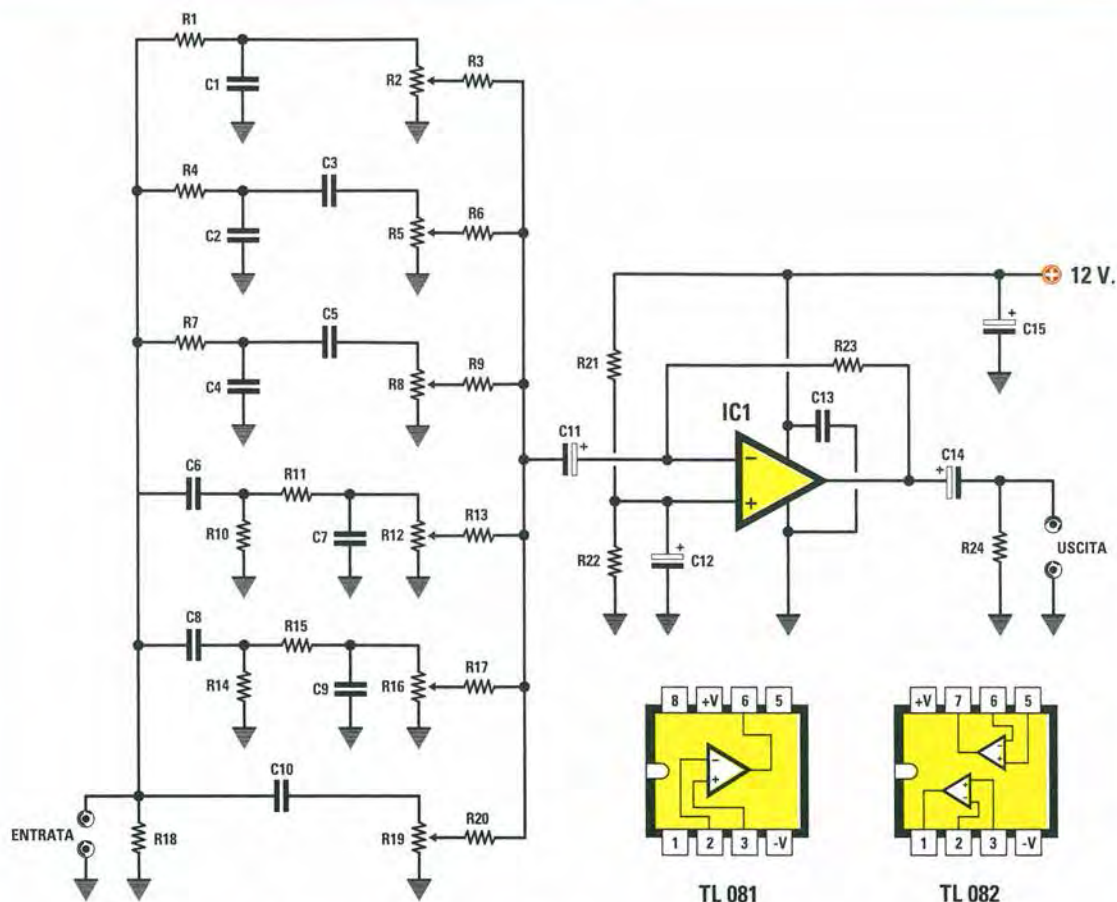 R1
C1
R2
R3
R4
C2
C3
R5
R6
R7
C4
C5
R8
R9
C6
R10
R11
C7
R12
R13
C8
R14
R15
C9
R16
R17
C10
ENTRATA
R18
R19
R20
12 V.
C15
R21
R23
IC1
C13
C11
+
−
+
R22
C12
+
C14
+
R24
USCITA
+
8 +V 6 5
−
+
1 2 3 -V
TL 081
+V 7 6 5
−
+
+
−
1 2 3 -V
TL 082